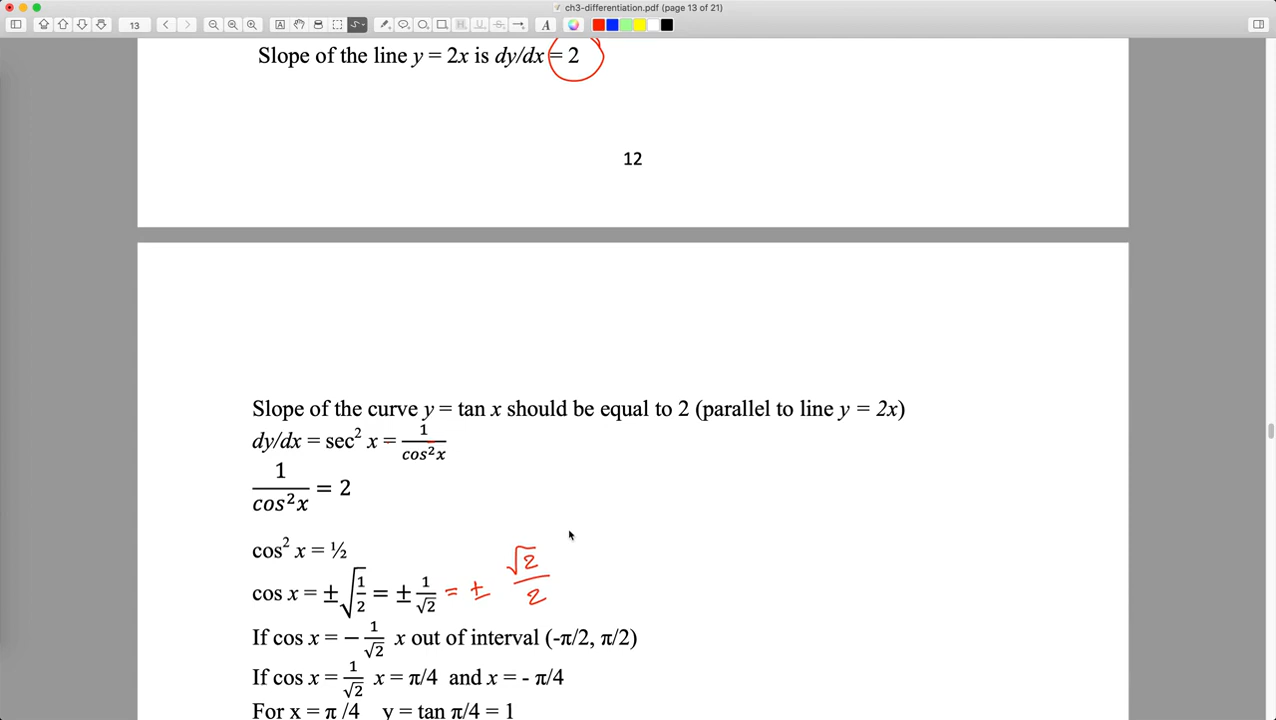 ch3-differentiation.pdf (page 13 of 21)
13
Slope of the line y = 2x is dy/dx = 2
12
Slope of the curve y = tan x should be equal to 2 (parallel to line y = 2x)
dy/dx = sec² x = 1/cos²x
1/cos²x = 2
cos² x = ½
cos x = ±√(1/2) = ± 1/√2 = ± √2/2
If cos x = − 1/√2 x out of interval (-π/2, π/2)
If cos x = 1/√2 x = π/4 and x = - π/4
For x = π /4 y = tan π/4 = 1